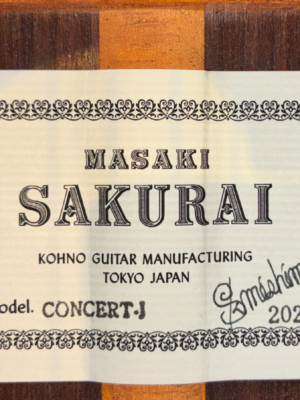 MASAKI
SAKURAI
KOHNO GUITAR MANUFACTURING
TOKYO JAPAN
odel. CONCERT-J
202